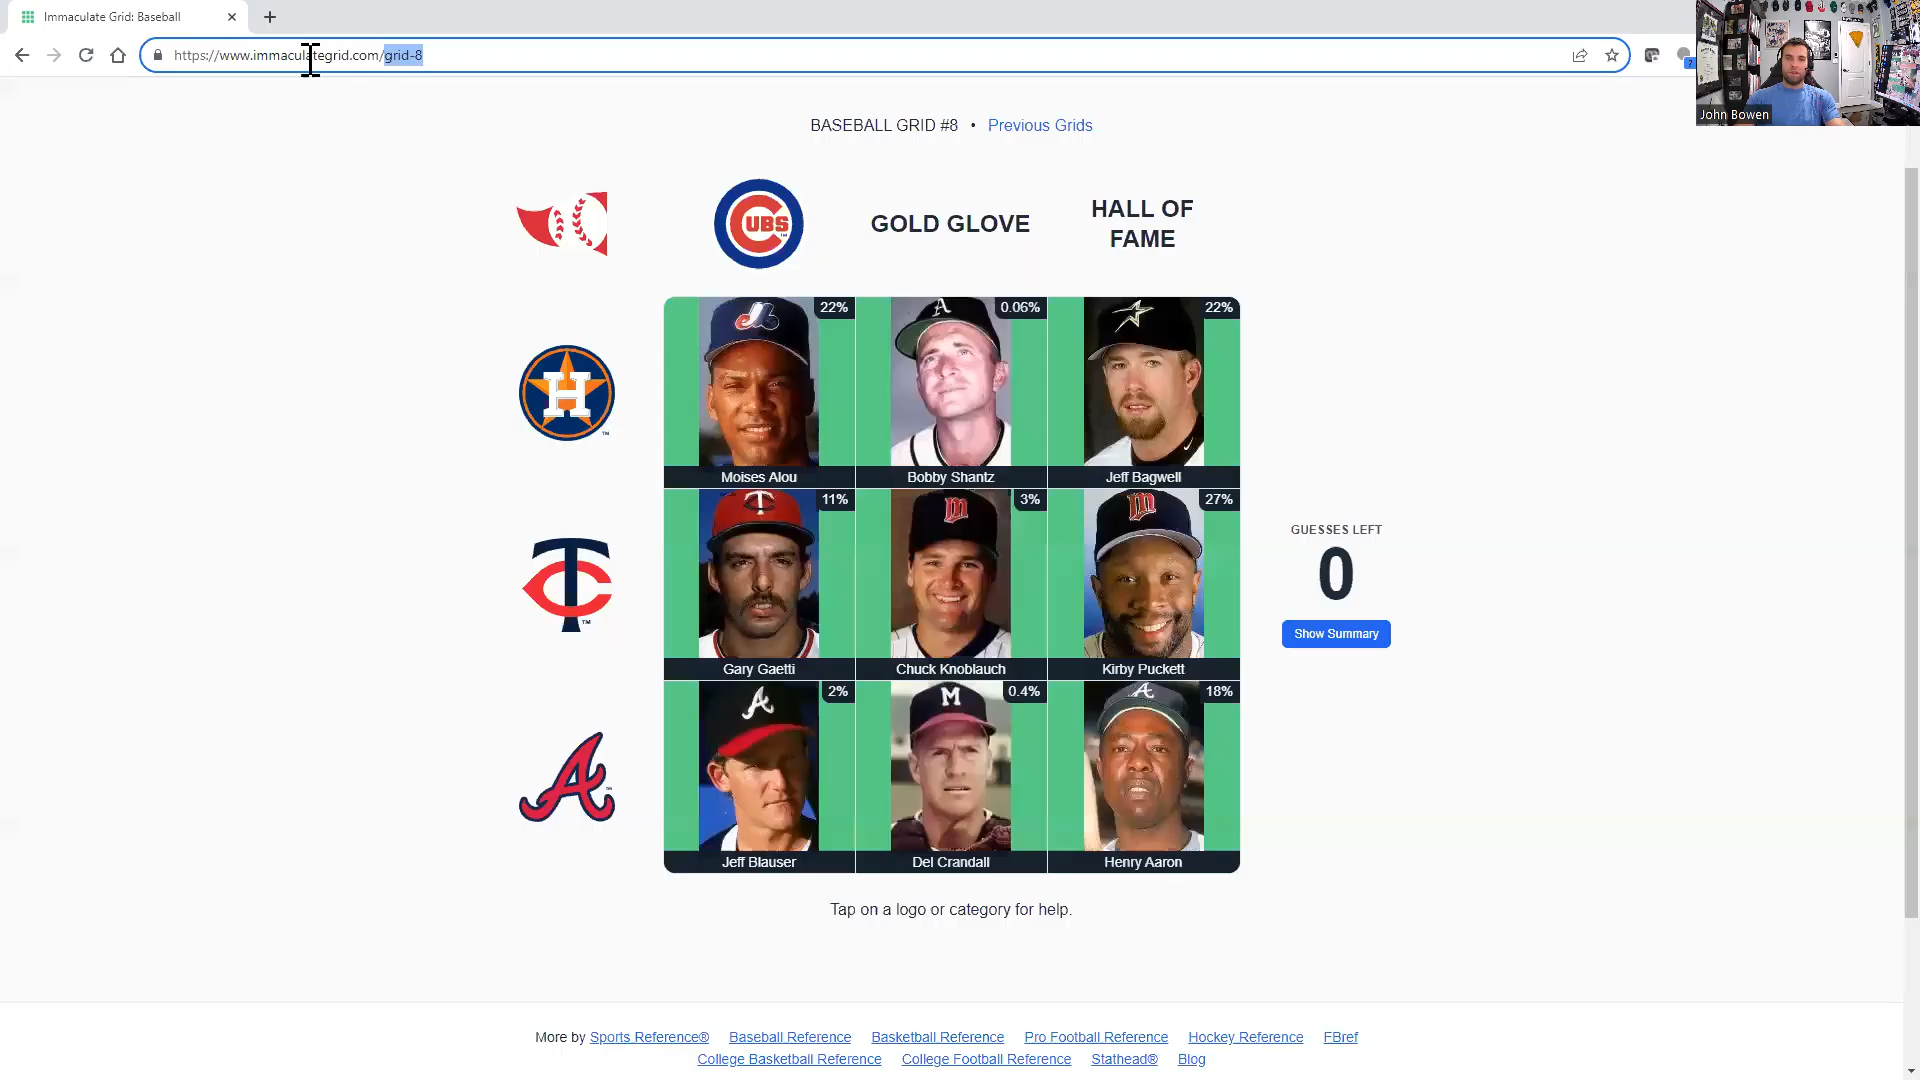 Immaculate Grid: Baseball
https://www.immaculategrid.com/grid-8
7
John Bowen
BASEBALL GRID #8 • Previous Grids
CUBS
GOLD GLOVE
HALL OF
FAME
22%
0.06%
22%
H
Moises Alou
Bobby Shantz
Jeff Bagwell
11%
3%
27%
TC
Gary Gaetti
Chuck Knoblauch
Kirby Puckett
GUESSES LEFT
0
Show Summary
2%
0.4%
18%
A
Jeff Blauser
Del Crandall
Henry Aaron
Tap on a logo or category for help.
More by Sports Reference® Baseball Reference Basketball Reference Pro Football Reference Hockey Reference FBref
College Basketball Reference College Football Reference Stathead® Blog